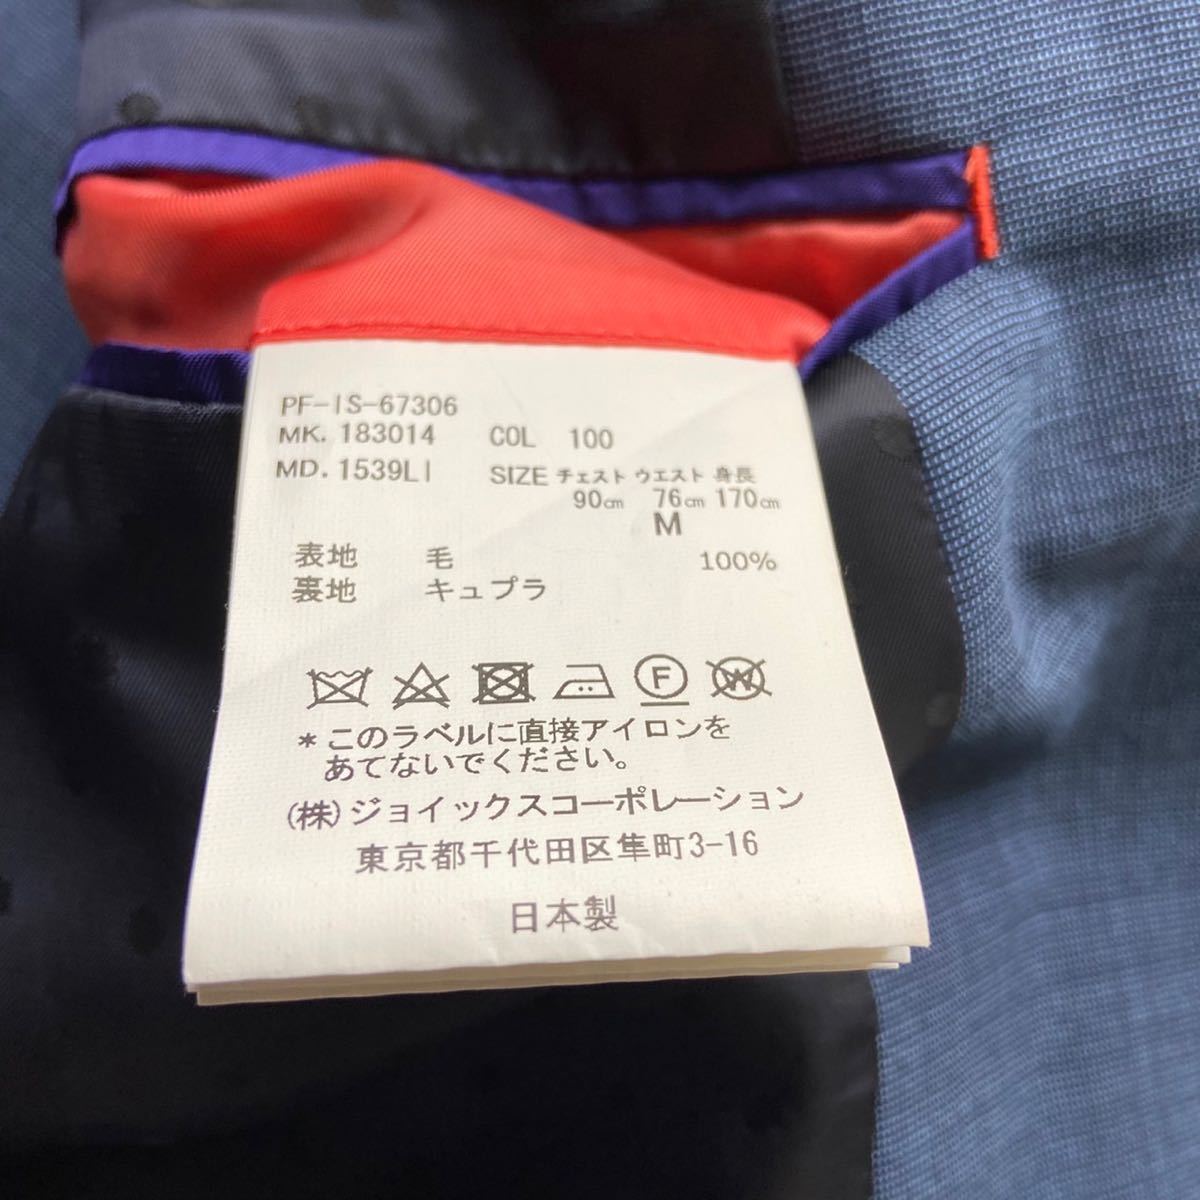 PF-IS-67306
MK. 183014 COL 100
MD. 1539LI SIZE チェスト ウエスト 身長
90cm 76cm 170cm
M
表地 毛 100%
裏地 キュプラ
F W
*このラベルに直接アイロンを
あてないでください。
(株)ジョイックスコーポレーション
東京都千代田区隼町3-16
日本製